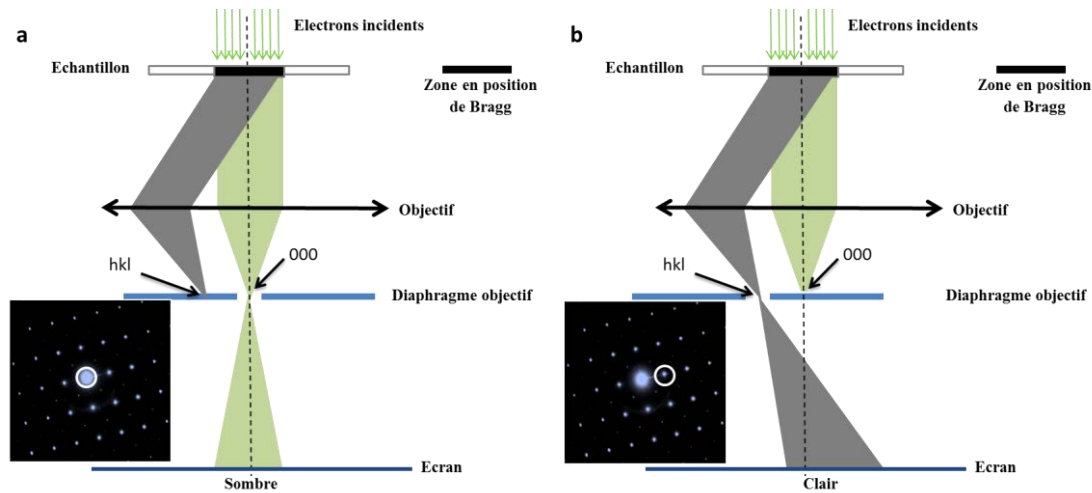 a
Electrons incidents
Echantillon
Zone en position
de Bragg
Objectif
000
hkl
Diaphragme objectif
Ecran
Sombre
b
Electrons incidents
Echantillon
Zone en position
de Bragg
Objectif
000
hkl
Diaphragme objectif
Ecran
Clair